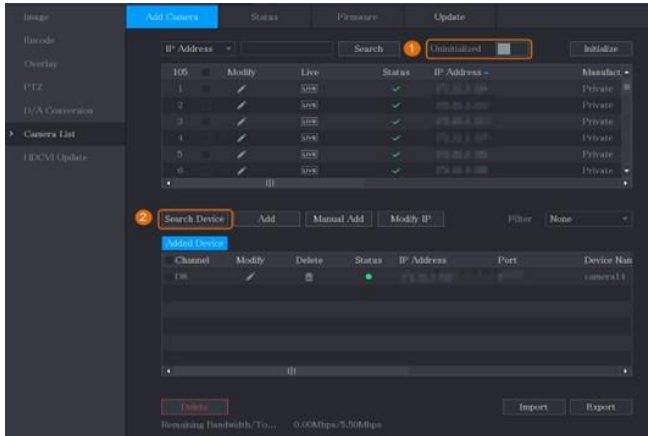 Image
Encode
Overlay
PTZ
D/A Conversion
Camera List
HDCVI Update
Add Camera Status Firmware Update
IP Address Search 1 Uninitialized Initialize
105 Modify Live Status IP Address Manufact
1 LIVE Private
2 LIVE Private
3 LIVE Private
4 LIVE Private
5 LIVE Private
6 LIVE Private
2 Search Device Add Manual Add Modify IP Filter None
Added Device
Channel Modify Delete Status IP Address Port Device Nam
D8 camera14
Delete Import Export
Remaining Bandwidth/To... 0.00Mbps/5.50Mbps